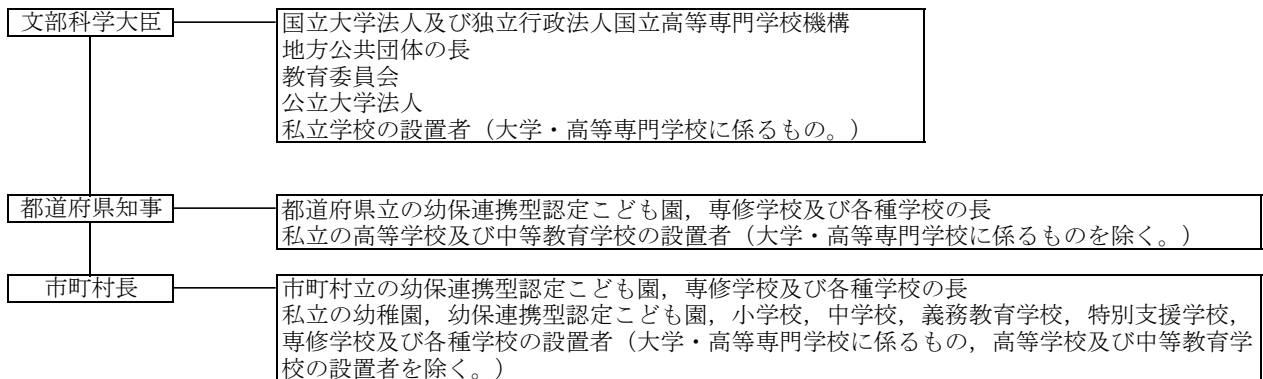 文部科学大臣
国立大学法人及び独立行政法人国立高等専門学校機構
地方公共団体の長
教育委員会
公立大学法人
私立学校の設置者（大学・高等専門学校に係るもの。）
都道府県知事
都道府県立の幼保連携型認定こども園，専修学校及び各種学校の長
私立の高等学校及び中等教育学校の設置者（大学・高等専門学校に係るものを除く。）
市町村長
市町村立の幼保連携型認定こども園，専修学校及び各種学校の長
私立の幼稚園，幼保連携型認定こども園，小学校，中学校，義務教育学校，特別支援学校，
専修学校及び各種学校の設置者（大学・高等専門学校に係るもの，高等学校及び中等教育学
校の設置者を除く。）